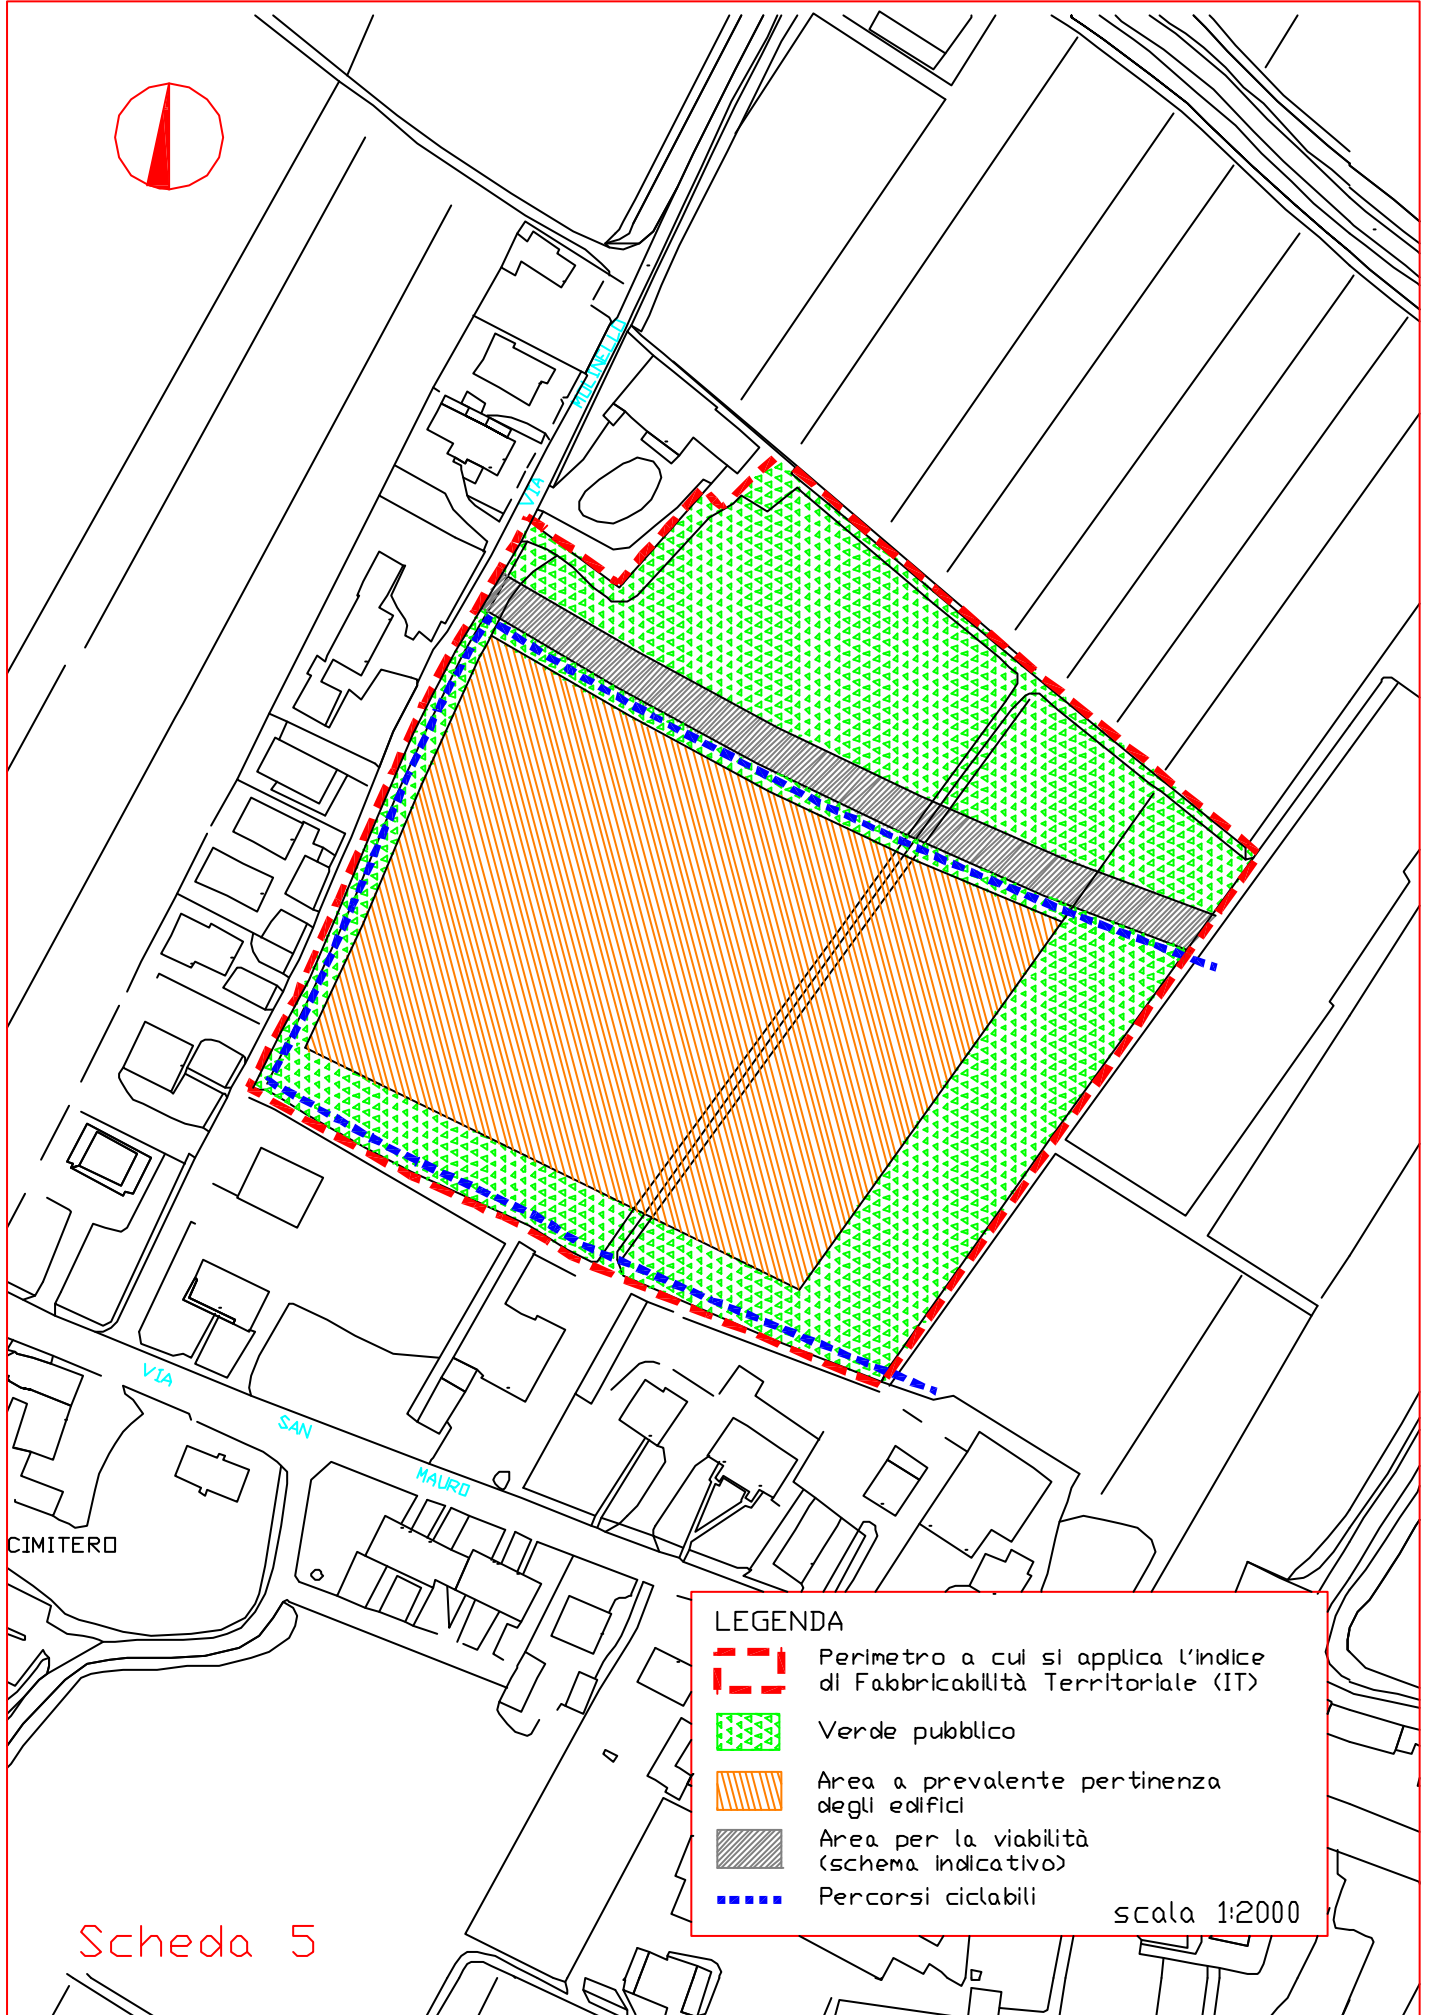 MULINELLO
VIA
VIA
SAN
MAURO
CIMITERO
LEGENDA
Perimetro a cui si applica l'indice
di Fabbricabilità Territoriale (IT)
Verde pubblico
Area a prevalente pertinenza
degli edifici
Area per la viabilità
(schema indicativo)
Percorsi ciclabili
scala 1:2000
Scheda 5